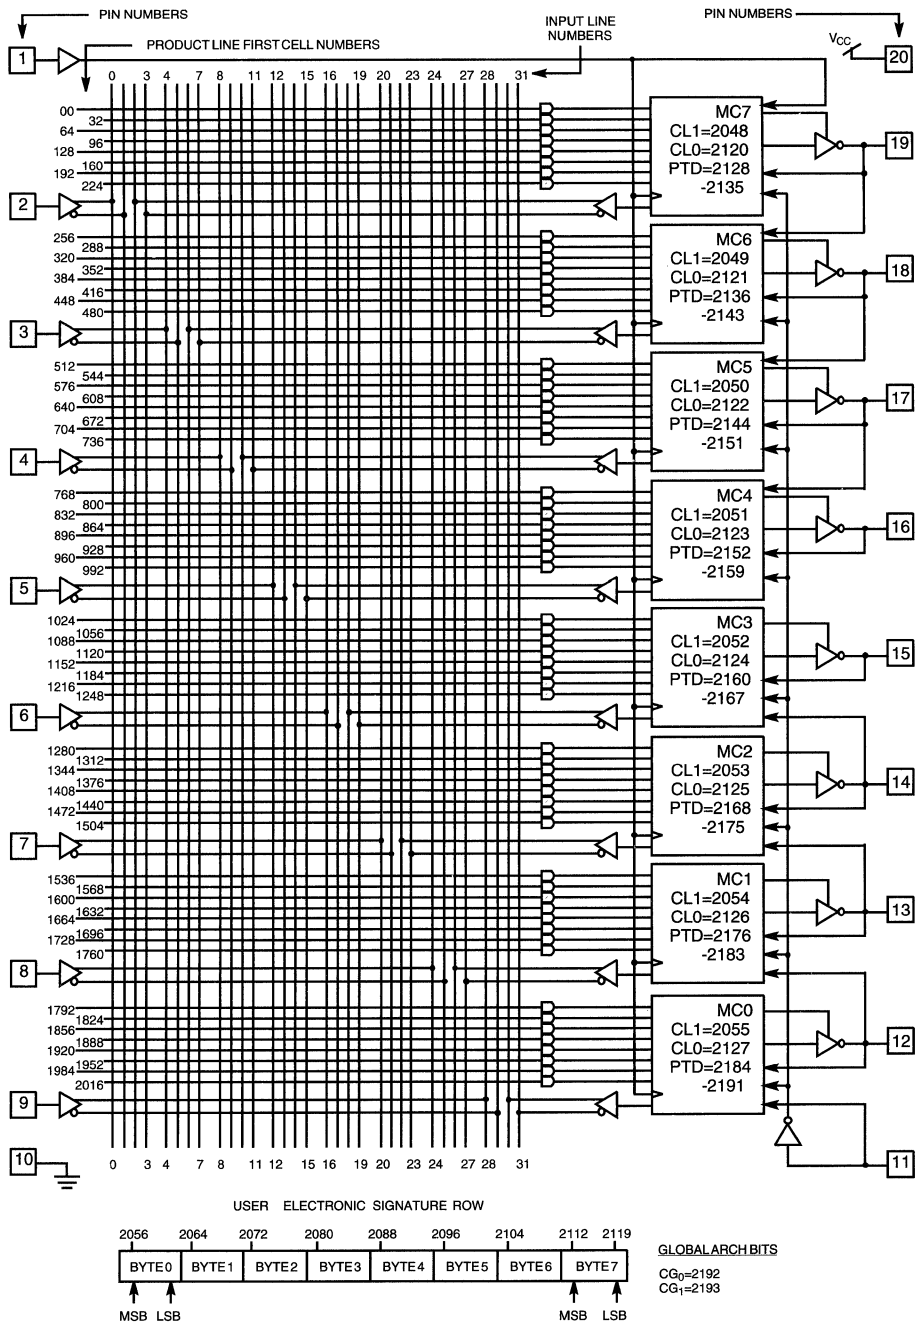 PIN NUMBERS
INPUT LINE NUMBERS
PIN NUMBERS
PRODUCT LINE FIRST CELL NUMBERS
1
VCC
20
0 3 4 7 8 11 12 15 16 19 20 23 24 27 28 31
00
32
64
96
128
160
192
224
MC7
CL1=2048
CL0=2120
PTD=2128
-2135
19
2
256
288
320
352
384
416
448
480
MC6
CL1=2049
CL0=2121
PTD=2136
-2143
18
3
512
544
576
608
640
672
704
736
MC5
CL1=2050
CL0=2122
PTD=2144
-2151
17
4
768
800
832
864
896
928
960
992
MC4
CL1=2051
CL0=2123
PTD=2152
-2159
16
5
1024
1056
1088
1120
1152
1184
1216
1248
MC3
CL1=2052
CL0=2124
PTD=2160
-2167
15
6
1280
1312
1344
1376
1408
1440
1472
1504
MC2
CL1=2053
CL0=2125
PTD=2168
-2175
14
7
1536
1568
1600
1632
1664
1696
1728
1760
MC1
CL1=2054
CL0=2126
PTD=2176
-2183
13
8
1792
1824
1856
1888
1920
1952
1984
2016
MC0
CL1=2055
CL0=2127
PTD=2184
-2191
12
9
10
11
0 3 4 7 8 11 12 15 16 19 20 23 24 27 28 31
USER ELECTRONIC SIGNATURE ROW
2056 2064 2072 2080 2088 2096 2104 2112 2119
BYTE0 BYTE1 BYTE2 BYTE3 BYTE4 BYTE5 BYTE6 BYTE7
MSB LSB MSB LSB
GLOBAL ARCH BITS
CG0=2192
CG1=2193